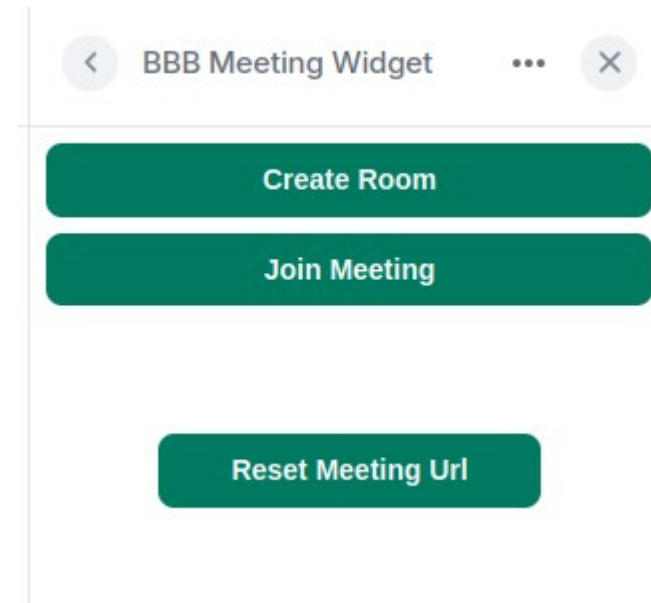 BBB Meeting Widget
Create Room
Join Meeting
Reset Meeting Url